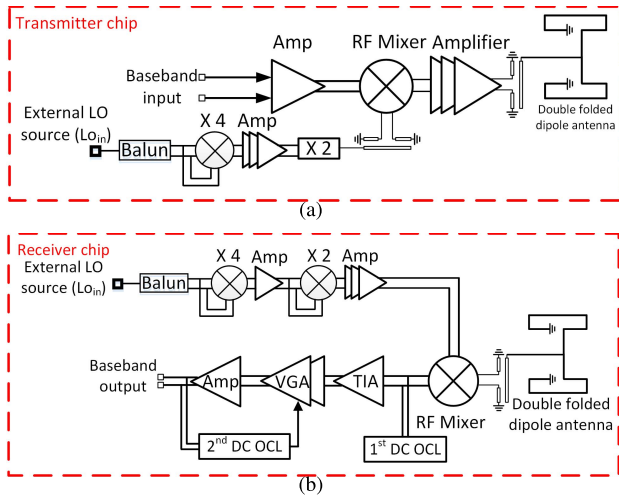 Transmitter chip
Amp
RF Mixer
Amplifier
Baseband
input
External LO
source (Lo_in)
X 4
Amp
Balun
X 2
Double folded
dipole antenna
(a)
Receiver chip
External LO
source (Lo_in)
X 4
Amp
X 2
Amp
Balun
Baseband
output
Amp
VGA
TIA
RF Mixer
Double folded
dipole antenna
2nd DC OCL
1st DC OCL
(b)